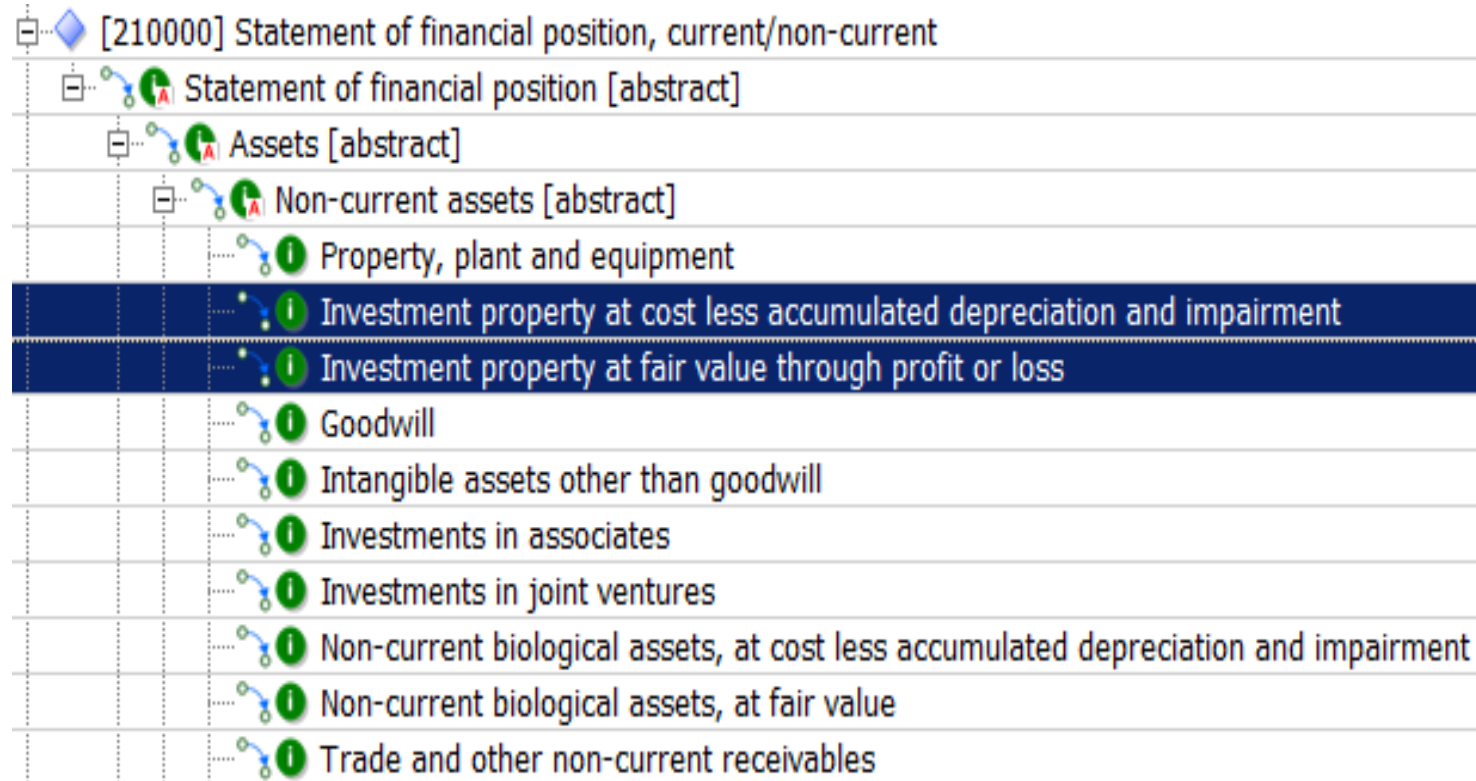 [210000] Statement of financial position, current/non-current
Statement of financial position [abstract]
Assets [abstract]
Non-current assets [abstract]
Property, plant and equipment
Investment property at cost less accumulated depreciation and impairment
Investment property at fair value through profit or loss
Goodwill
Intangible assets other than goodwill
Investments in associates
Investments in joint ventures
Non-current biological assets, at cost less accumulated depreciation and impairment
Non-current biological assets, at fair value
Trade and other non-current receivables